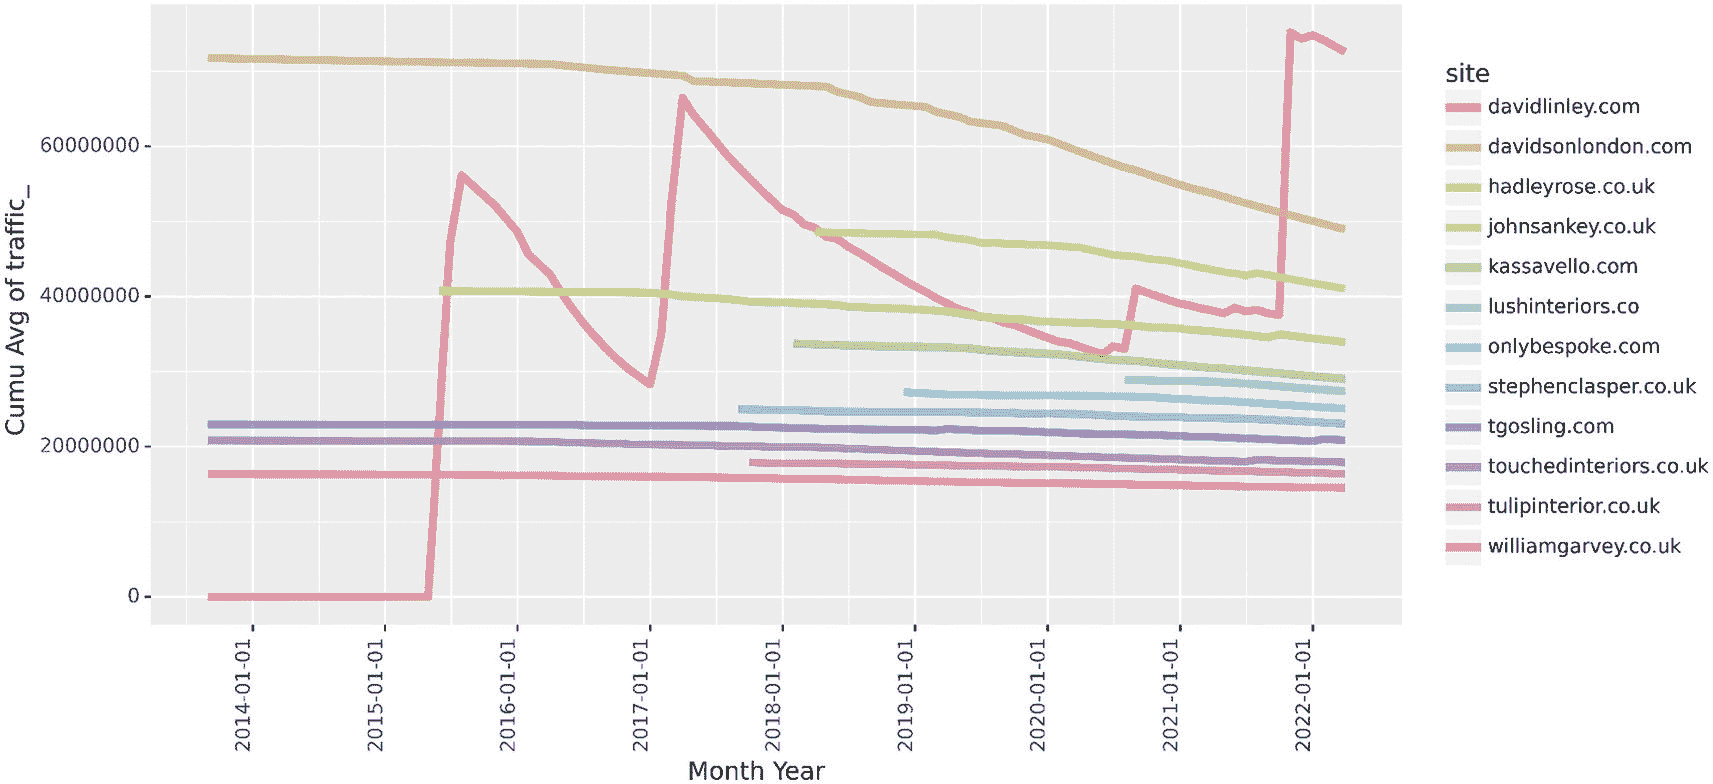 Cumu Avg of traffic_
60000000
40000000
20000000
0
2014-01-01
2015-01-01
2016-01-01
2017-01-01
2018-01-01
2019-01-01
2020-01-01
2021-01-01
2022-01-01
Month Year
site
davidlinley.com
davidsonlondon.com
hadleyrose.co.uk
johnsankey.co.uk
kassavello.com
lushinteriors.co
onlybespoke.com
stephenclasper.co.uk
tgosling.com
touchedinteriors.co.uk
tulipinterior.co.uk
williamgarvey.co.uk